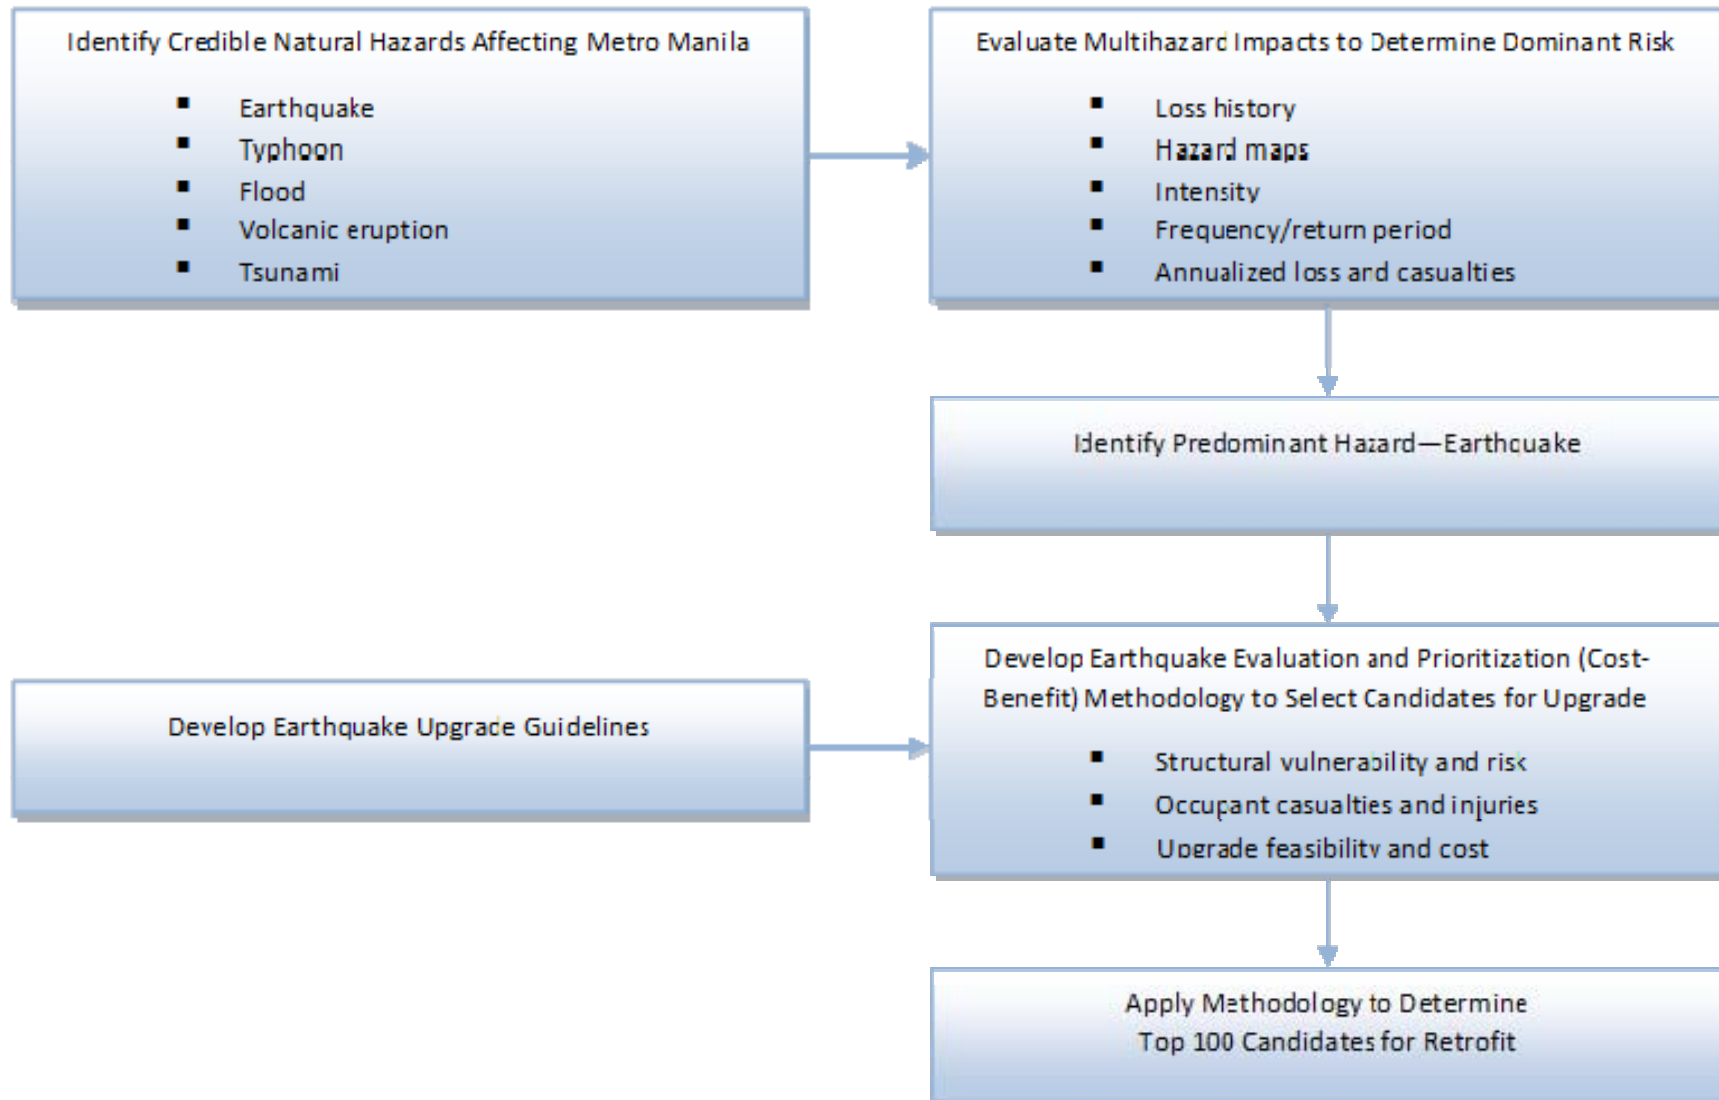 Identify Credible Natural Hazards Affecting Metro Manila
▪ Earthquake
▪ Typhoon
▪ Flood
▪ Volcanic eruption
▪ Tsunami
Evaluate Multihazard Impacts to Determine Dominant Risk
▪ Loss history
▪ Hazard maps
▪ Intensity
▪ Frequency/return period
▪ Annualized loss and casualties
Identify Predominant Hazard—Earthquake
Develop Earthquake Upgrade Guidelines
Develop Earthquake Evaluation and Prioritization (Cost-
Benefit) Methodology to Select Candidates for Upgrade
▪ Structural vulnerability and risk
▪ Occupant casualties and injuries
▪ Upgrade feasibility and cost
Apply Methodology to Determine
Top 100 Candidates for Retrofit